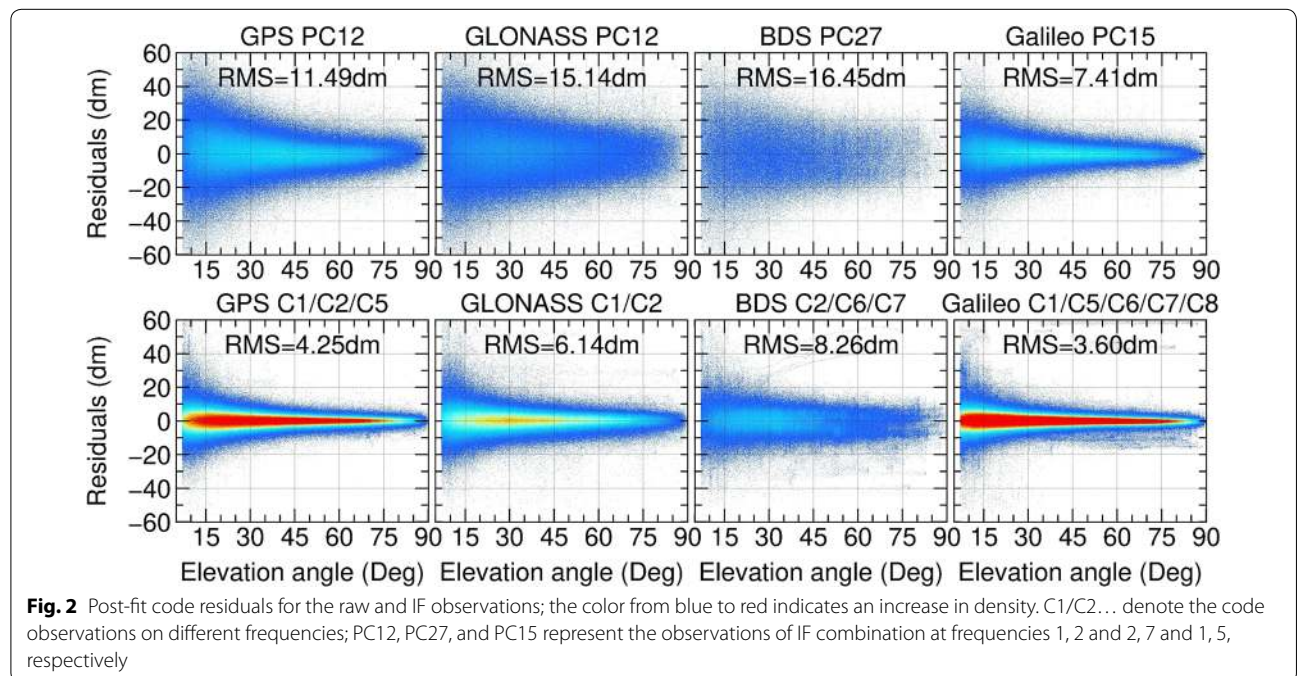 GPS PC12 GLONASS PC12 BDS PC27 Galileo PC15
RMS=11.49dm RMS=15.14dm RMS=16.45dm RMS=7.41dm
Residuals (dm)
60
40
20
0
−20
−40
−60
15 30 45 60 75 90 15 30 45 60 75 90 15 30 45 60 75 90 15 30 45 60 75 90
GPS C1/C2/C5 GLONASS C1/C2 BDS C2/C6/C7 Galileo C1/C5/C6/C7/C8
RMS=4.25dm RMS=6.14dm RMS=8.26dm RMS=3.60dm
Residuals (dm)
60
40
20
0
−20
−40
−60
15 30 45 60 75 90 15 30 45 60 75 90 15 30 45 60 75 90 15 30 45 60 75 90
Elevation angle (Deg) Elevation angle (Deg) Elevation angle (Deg) Elevation angle (Deg)
Fig. 2 Post-fit code residuals for the raw and IF observations; the color from blue to red indicates an increase in density. C1/C2… denote the code
observations on different frequencies; PC12, PC27, and PC15 represent the observations of IF combination at frequencies 1, 2 and 2, 7 and 1, 5,
respectively